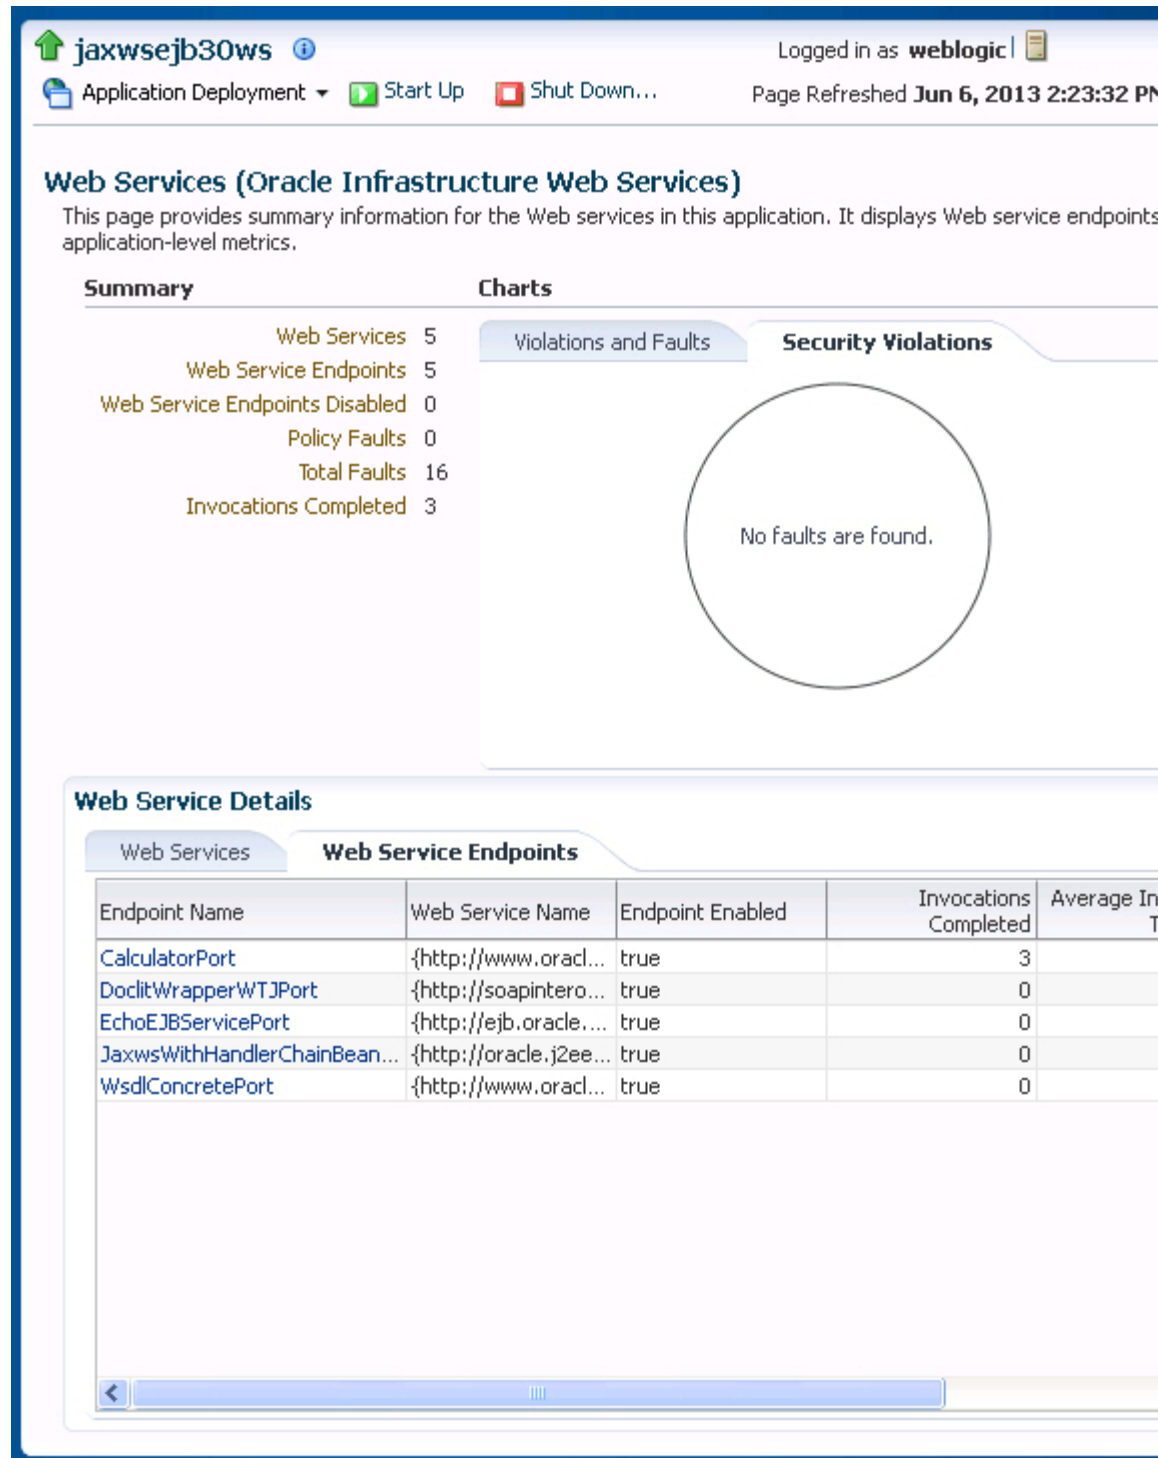 jaxwsejb30ws
Logged in as weblogic
Application Deployment Start Up Shut Down...
Page Refreshed Jun 6, 2013 2:23:32 PM
Web Services (Oracle Infrastructure Web Services)
This page provides summary information for the Web services in this application. It displays Web service endpoints
application-level metrics.
Summary
Charts
Web Services 5
Web Service Endpoints 5
Web Service Endpoints Disabled 0
Policy Faults 0
Total Faults 16
Invocations Completed 3
Violations and Faults Security Violations
No faults are found.
Web Service Details
Web Services Web Service Endpoints
Endpoint Name Web Service Name Endpoint Enabled Invocations Completed Average
CalculatorPort {http://www.oracl... true 3
DoclitWrapperWTJPort {http://soapintero... true 0
EchoEJBServicePort {http://ejb.oracle.... true 0
JaxwsWithHandlerChainBean... {http://oracle.j2ee... true 0
WsdlConcretePort {http://www.oracl... true 0